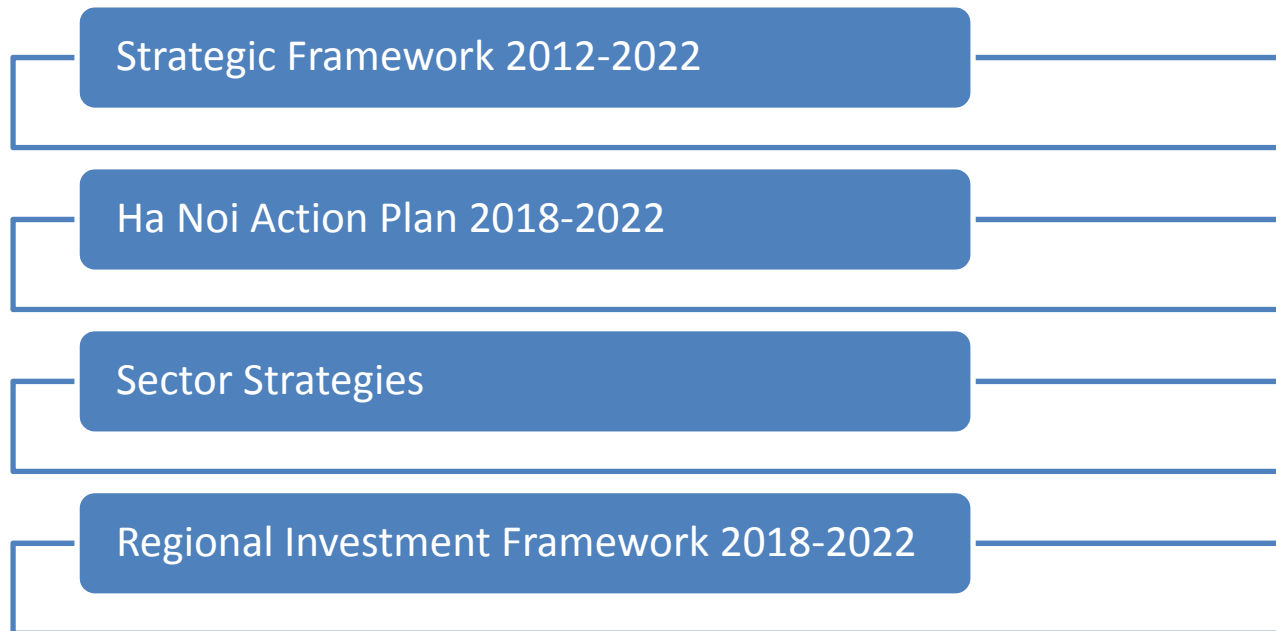 Strategic Framework 2012-2022
Ha Noi Action Plan 2018-2022
Sector Strategies
Regional Investment Framework 2018-2022